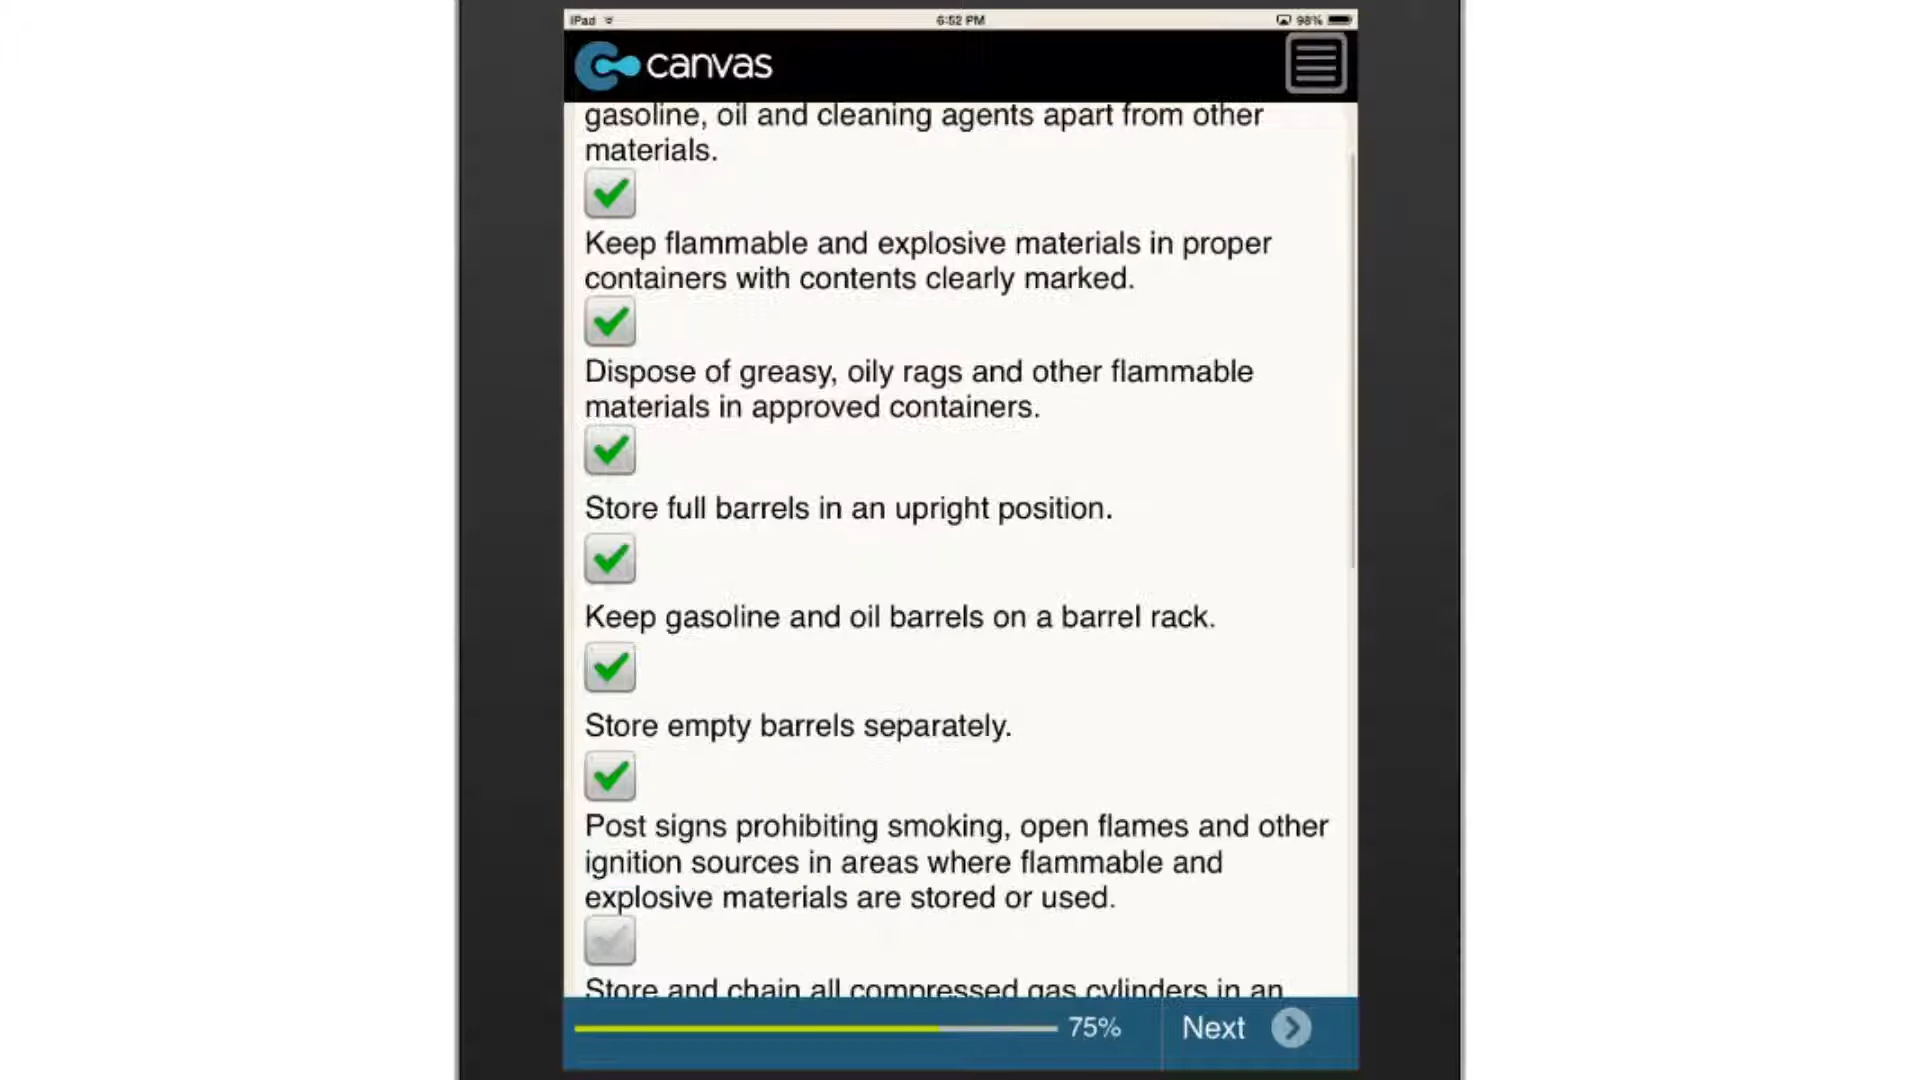 iPad 6:52 PM 98%
canvas
gasoline, oil and cleaning agents apart from other
materials.
Keep flammable and explosive materials in proper
containers with contents clearly marked.
Dispose of greasy, oily rags and other flammable
materials in approved containers.
Store full barrels in an upright position.
Keep gasoline and oil barrels on a barrel rack.
Store empty barrels separately.
Post signs prohibiting smoking, open flames and other
ignition sources in areas where flammable and
explosive materials are stored or used.
Store and chain all compressed gas cylinders in an
75% Next